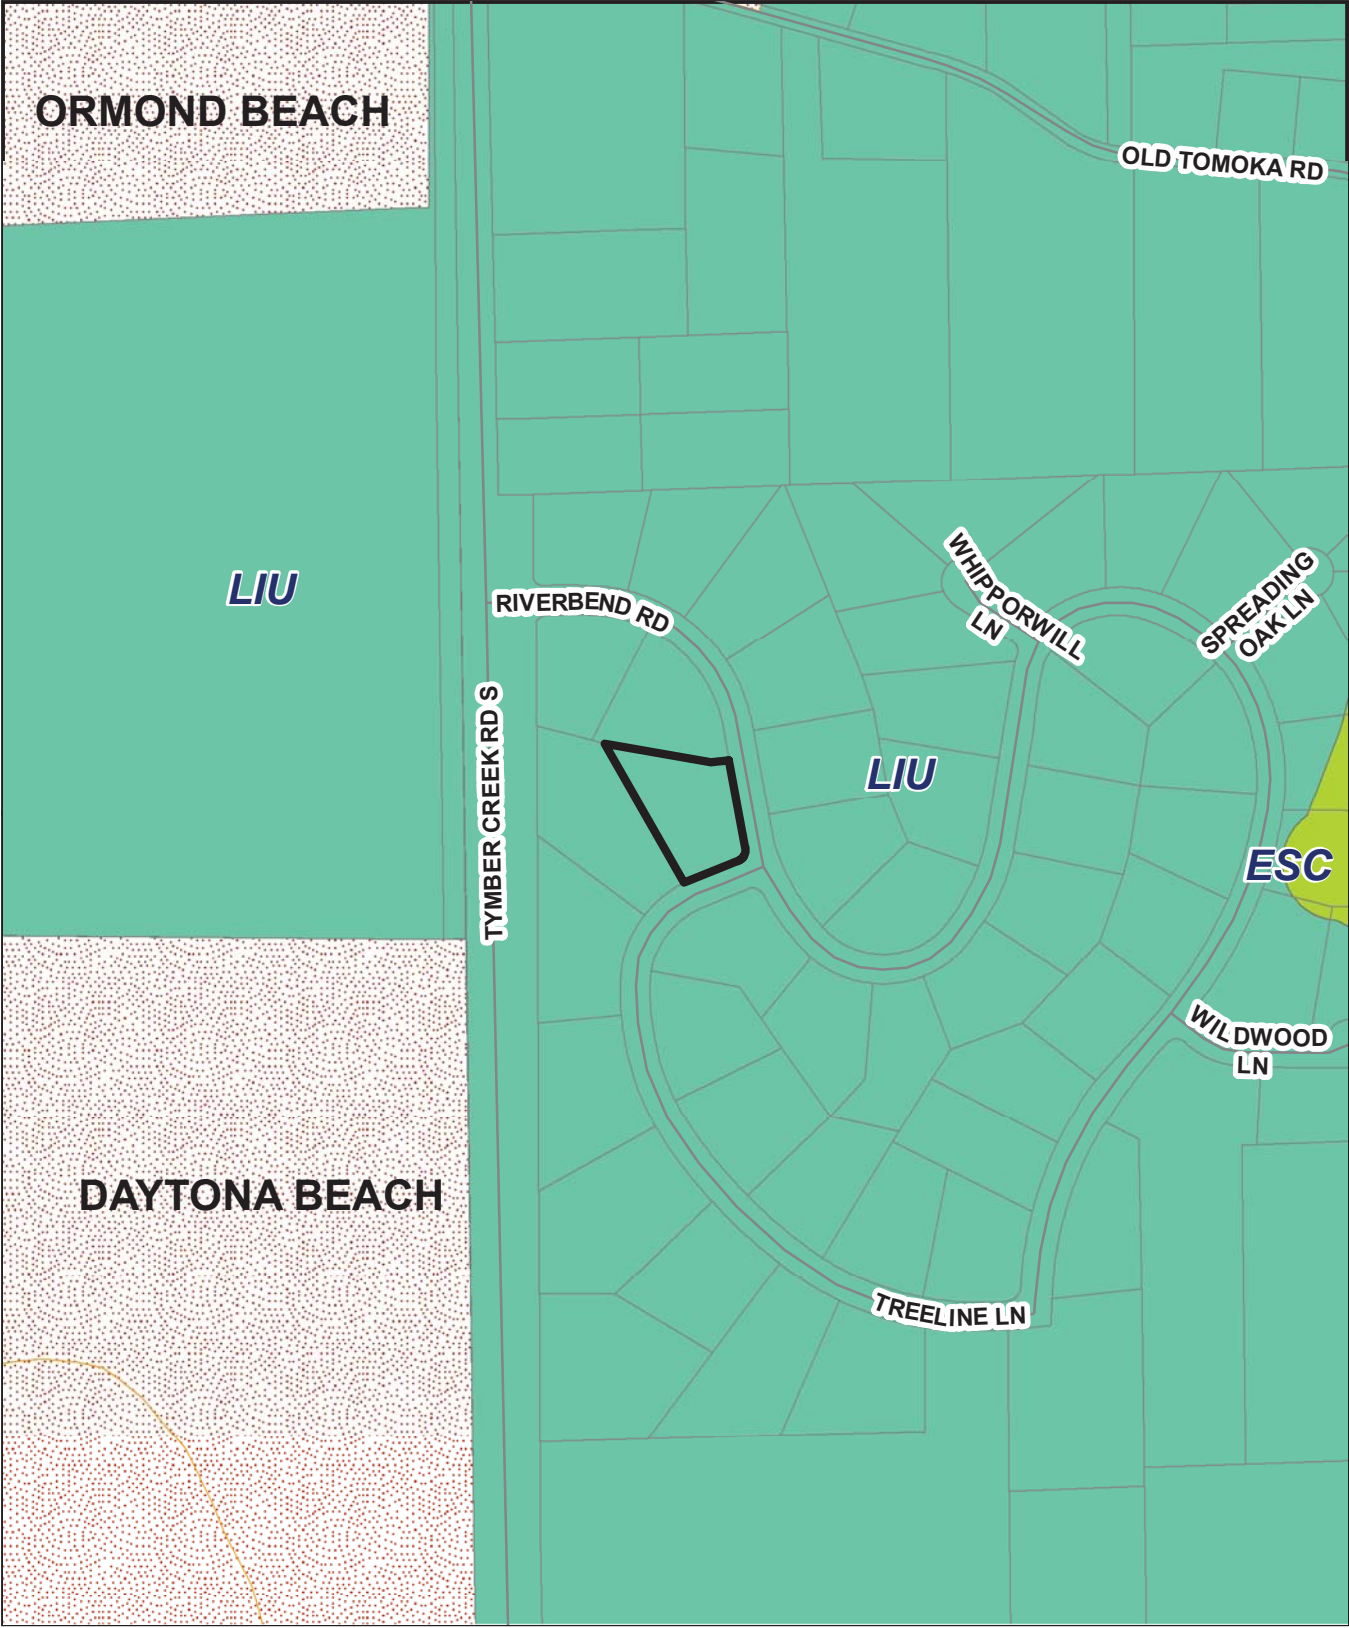 ORMOND BEACH
OLD TOMOKA RD
WHIPPORWILL
LN
SPREADING
OAK LN
LIU
RIVERBEND RD
TYMBER CREEK RD S
LIU
ESC
WILDWOOD
LN
DAYTONA BEACH
TREELINE LN